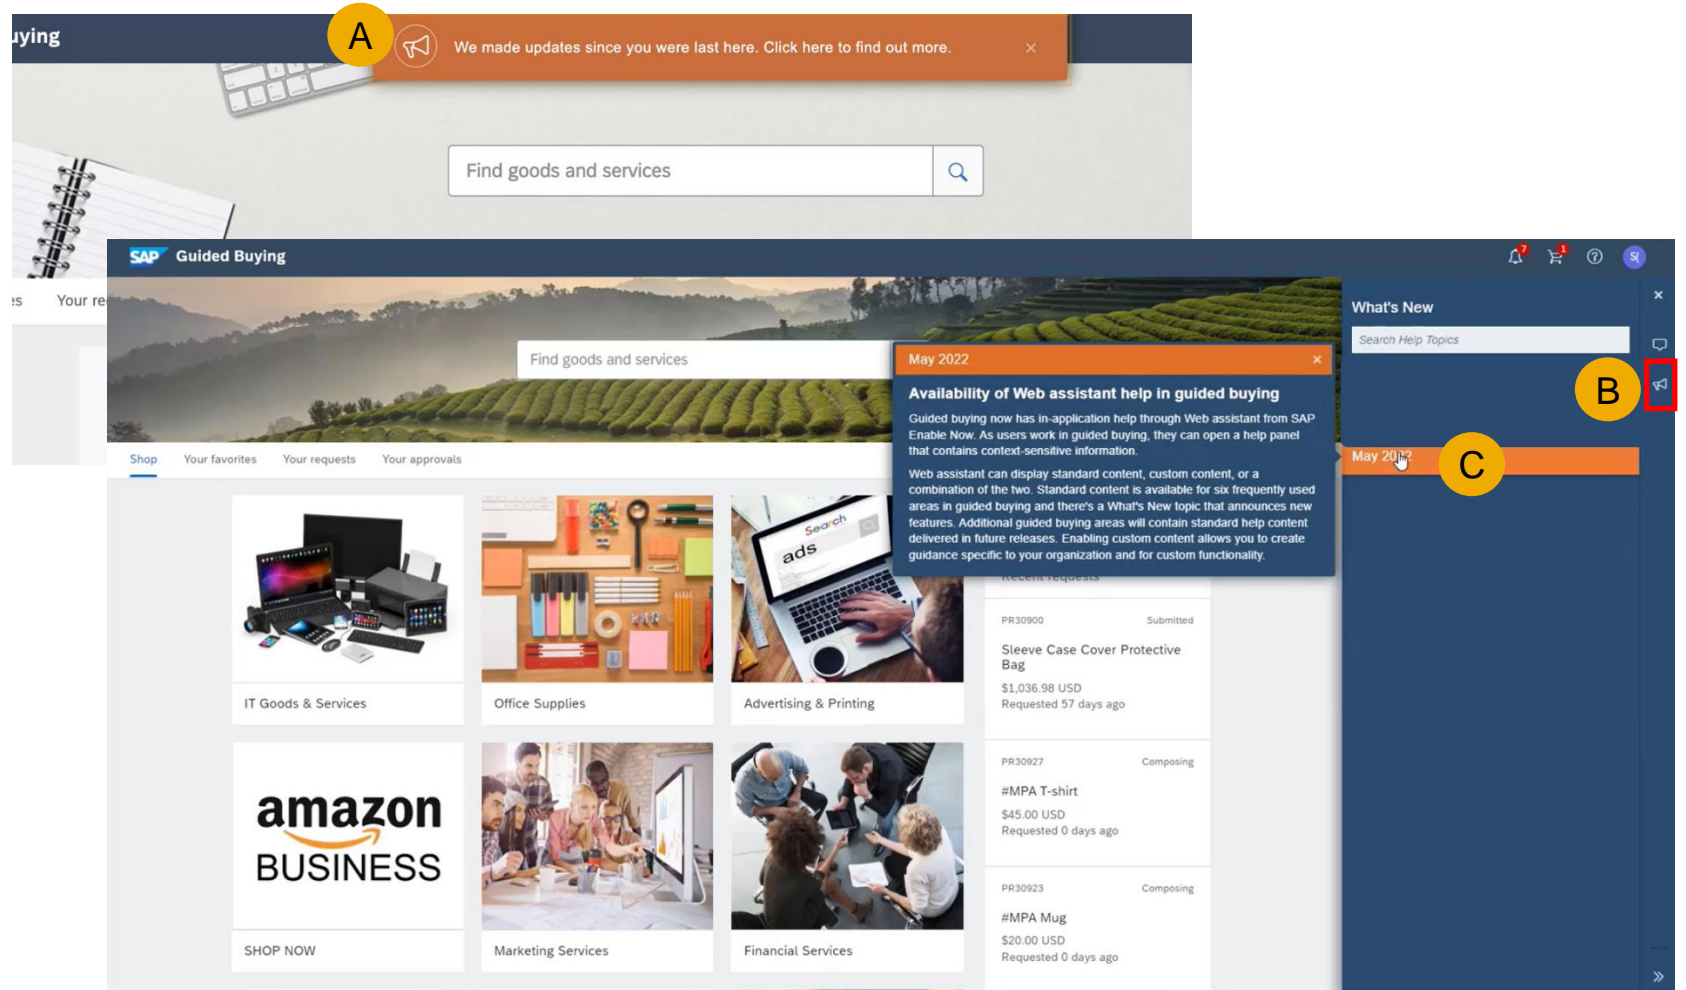 uying
A
We made updates since you were last here. Click here to find out more.
Find goods and services
es Your re
SAP Guided Buying
7
1
S(
What's New
Search Help Topics
Find goods and services
B
May 2022
Availability of Web assistant help in guided buying
Guided buying now has in-application help through Web assistant from SAP
Enable Now. As users work in guided buying, they can open a help panel
that contains context-sensitive information.
Web assistant can display standard content, custom content, or a
combination of the two. Standard content is available for six frequently used
areas in guided buying and there's a What's New topic that announces new
features. Additional guided buying areas will contain standard help content
delivered in future releases. Enabling custom content allows you to create
guidance specific to your organization and for custom functionality.
May 2022
C
Shop Your favorites Your requests Your approvals
Search
ads
IT Goods & Services
Office Supplies
Advertising & Printing
Recent requests
PR30900 Submitted
Sleeve Case Cover Protective
Bag
$1,036.98 USD
Requested 57 days ago
amazon
BUSINESS
SHOP NOW
Marketing Services
Financial Services
PR30927 Composing
#MPA T-shirt
$45.00 USD
Requested 0 days ago
PR30923 Composing
#MPA Mug
$20.00 USD
Requested 0 days ago